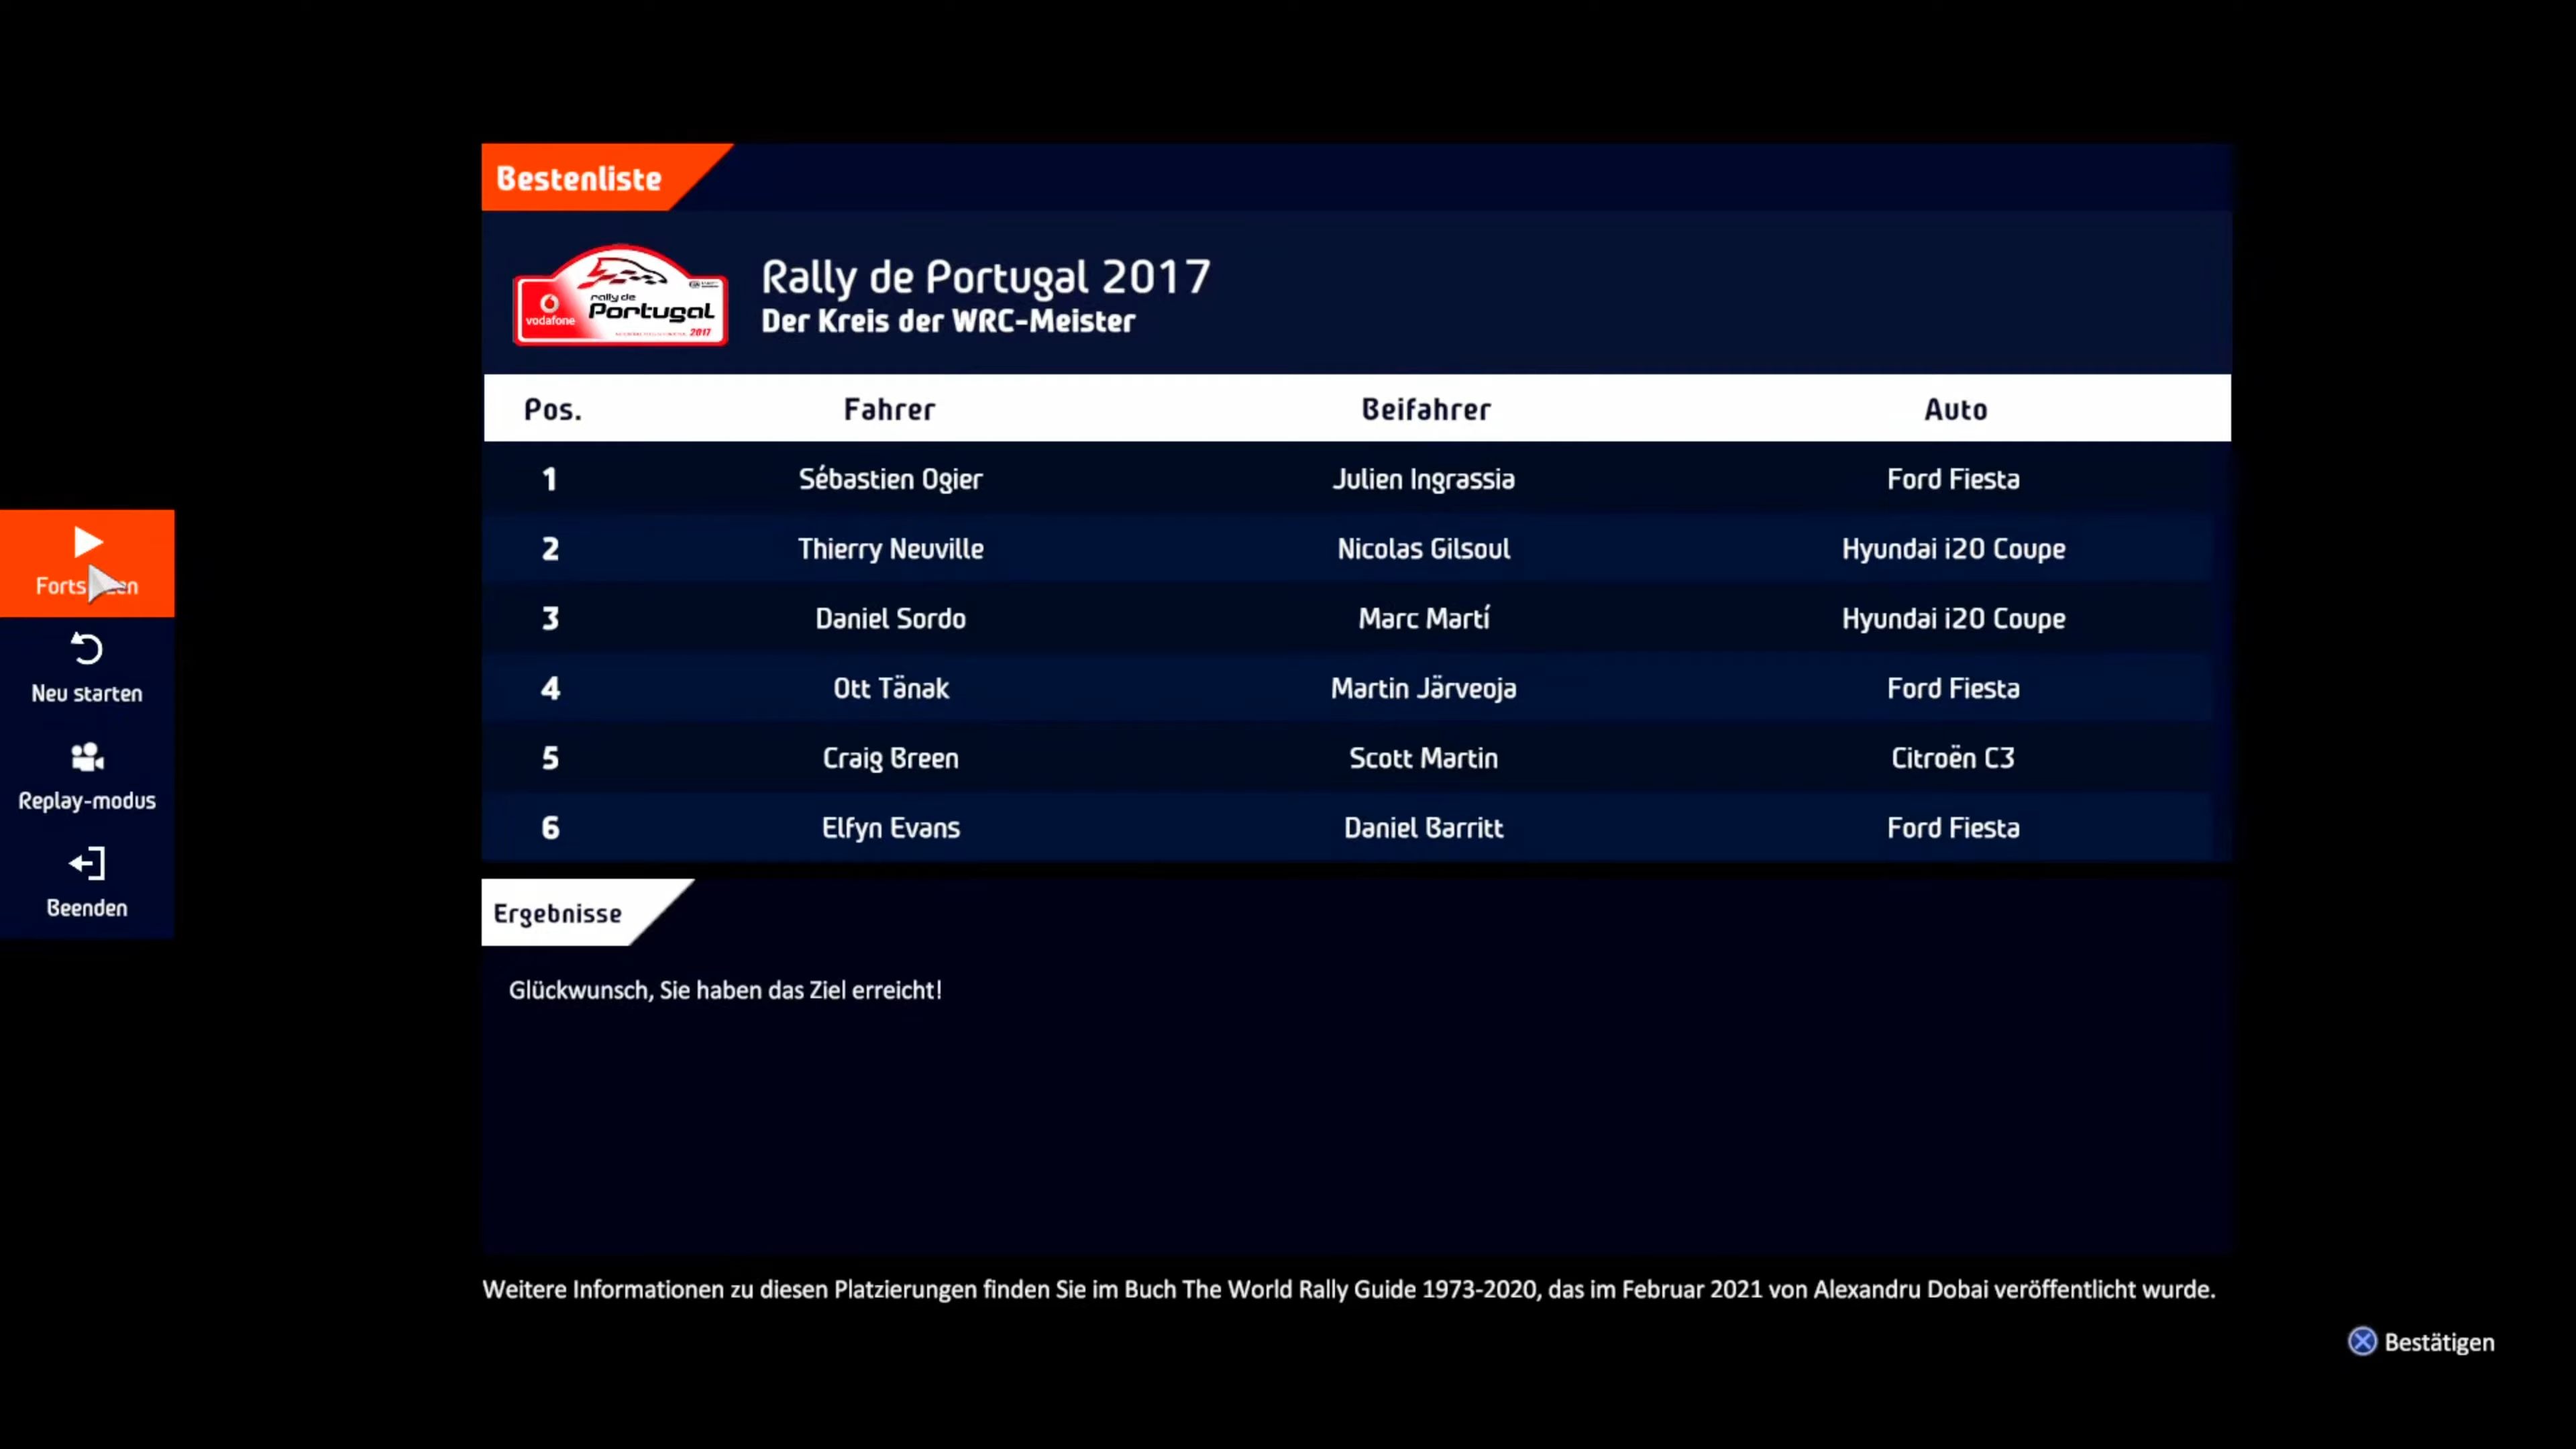 Bestenliste
vodafone
rally de
Portugal
2017
Rally de Portugal 2017
Der Kreis der WRC-Meister
Pos. Fahrer Beifahrer Auto
1 Sébastien Ogier Julien Ingrassia Ford Fiesta
2 Thierry Neuville Nicolas Gilsoul Hyundai i20 Coupe
3 Daniel Sordo Marc Martí Hyundai i20 Coupe
4 Ott Tänak Martin Järveoja Ford Fiesta
5 Craig Breen Scott Martin Citroën C3
6 Elfyn Evans Daniel Barritt Ford Fiesta
Neu starten
Replay-modus
Beenden
Ergebnisse
Glückwunsch, Sie haben das Ziel erreicht!
Weitere Informationen zu diesen Platzierungen finden Sie im Buch The World Rally Guide 1973-2020, das im Februar 2021 von Alexandru Dobai veröffentlicht wurde.
Bestätigen